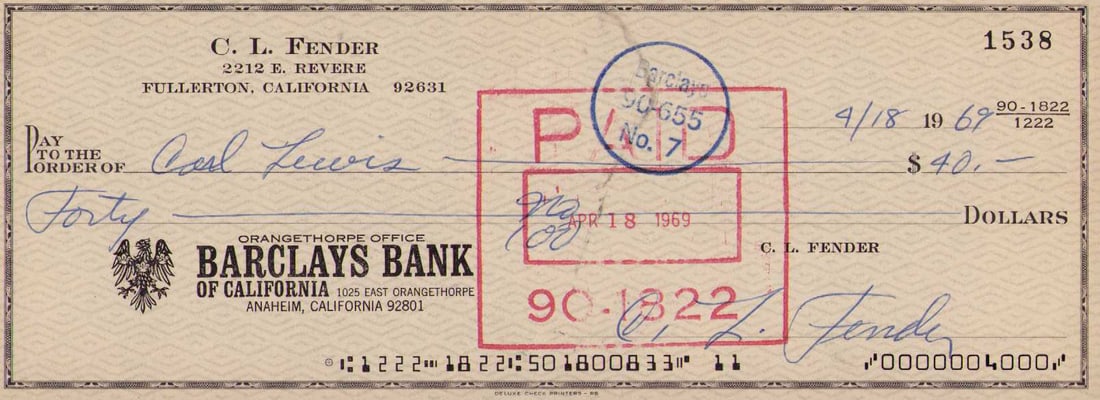 C. L. FENDER
2212 E. REVERE
FULLERTON, CALIFORNIA 92631
1538
4/18 1969
90-1822
1222
PAY TO THE ORDER OF Carl Lewis $ 40.—
Forty DOLLARS
Barclays
90-655
No. 7
PAID
APR 18 1969
90-1822
ORANGETHORPE OFFICE
BARCLAYS BANK
OF CALIFORNIA 1025 EAST ORANGETHORPE
ANAHEIM, CALIFORNIA 92801
C. L. FENDER
C. L. Fender
⑆1222⑉1822⑆501800833⑈ 11 ⑇0000004000⑇
DELUXE CHECK PRINTERS - RS